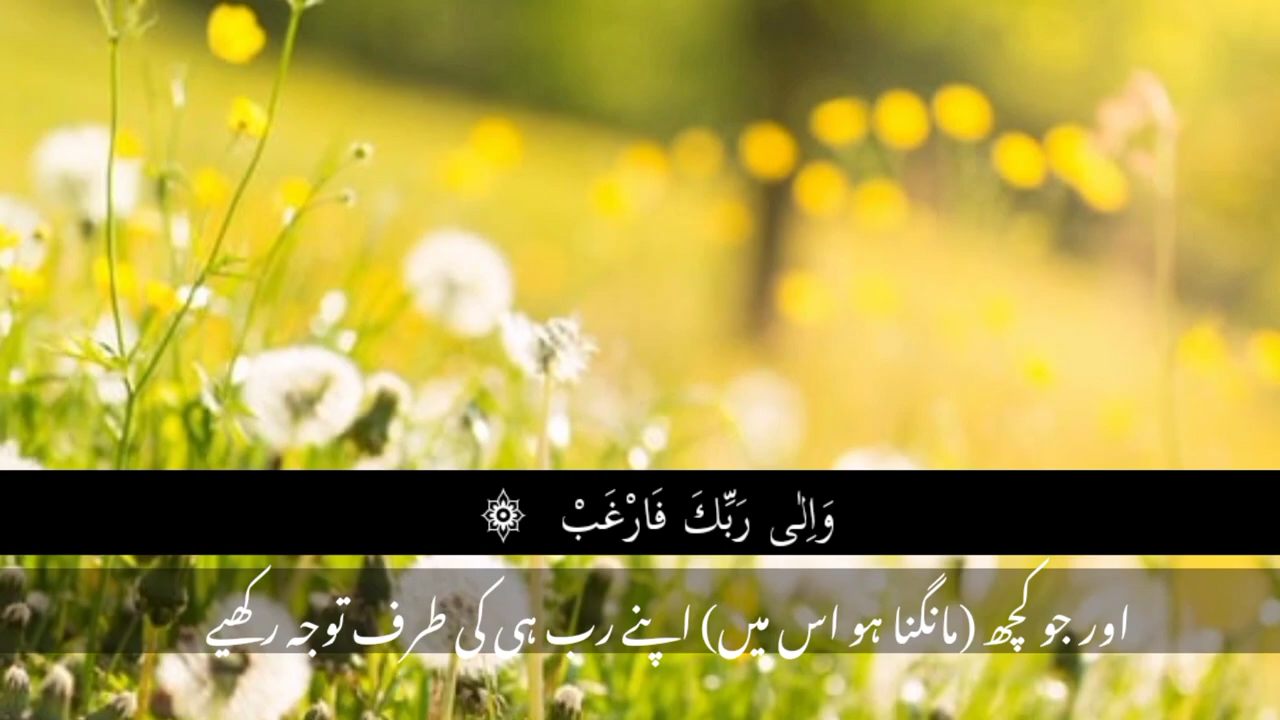 وَاِلٰى رَبِّكَ فَارْغَبْ ۞
اور جو کچھ (مانگنا ہو اس میں) اپنے رب ہی کی طرف توجہ رکھیے